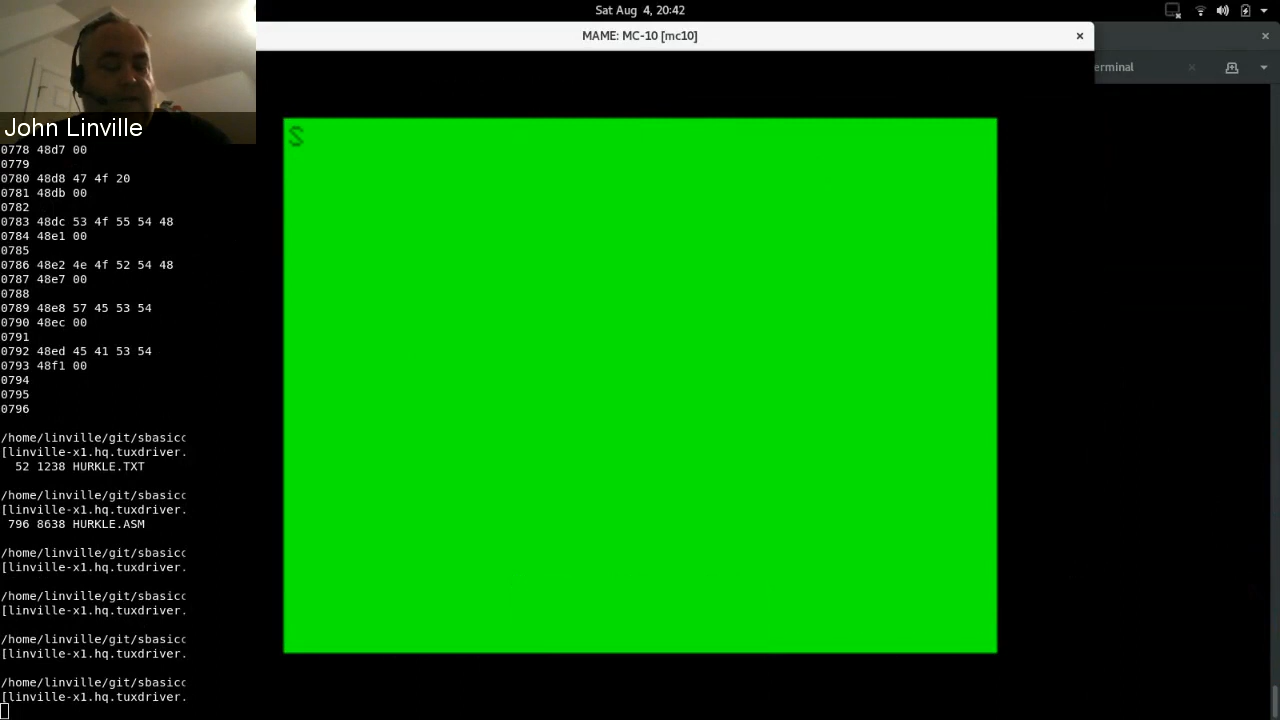 Sat Aug 4, 20:42
MAME: MC-10 [mc10]
erminal
S
John Linville
0778 48d7 00
0779
0780 48d8 47 4f 20
0781 48db 00
0782
0783 48dc 53 4f 55 54 48
0784 48e1 00
0785
0786 48e2 4e 4f 52 54 48
0787 48e7 00
0788
0789 48e8 57 45 53 54
0790 48ec 00
0791
0792 48ed 45 41 53 54
0793 48f1 00
0794
0795
0796
/home/linville/git/sbasicc
[linville-x1.hq.tuxdriver.
52 1238 HURKLE.TXT
/home/linville/git/sbasicc
[linville-x1.hq.tuxdriver.
796 8638 HURKLE.ASM
/home/linville/git/sbasicc
[linville-x1.hq.tuxdriver.
/home/linville/git/sbasicc
[linville-x1.hq.tuxdriver.
/home/linville/git/sbasicc
[linville-x1.hq.tuxdriver.
/home/linville/git/sbasicc
[linville-x1.hq.tuxdriver.